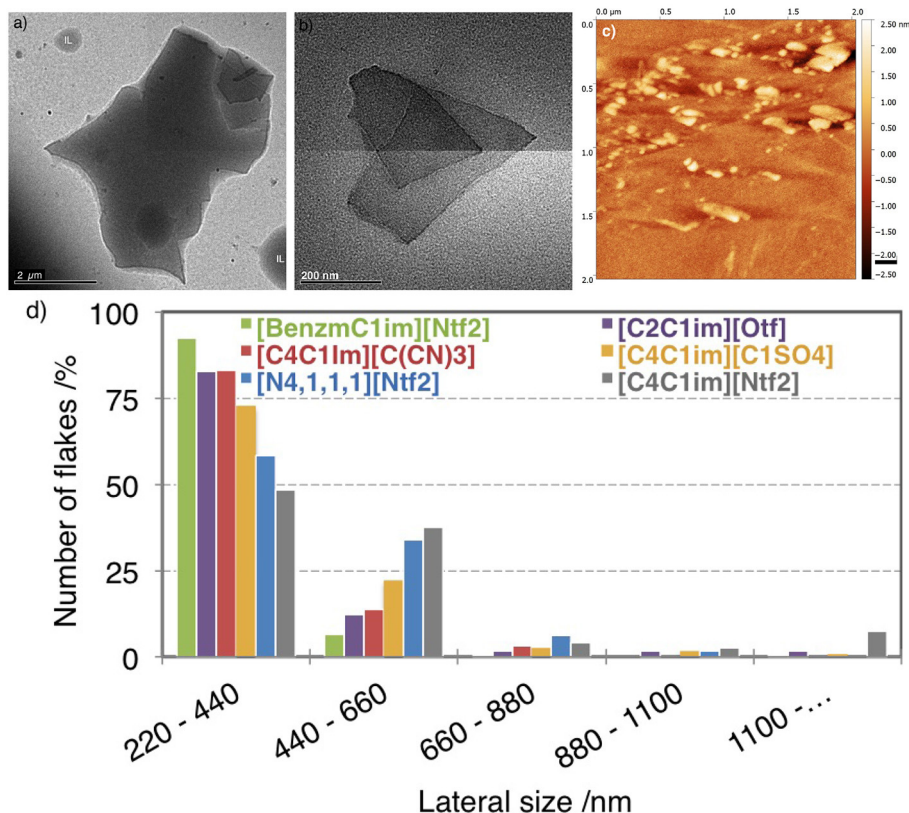 a)
IL
IL
2 µm
b)
200 nm
c)
0.0 µm 0.5 1.0 1.5 2.0
0.0
0.5
1.0
1.5
2.0
2.50 nm
2.00
1.50
1.00
0.50
0.00
−0.50
−1.00
−1.50
−2.00
−2.50
d)
100
75
50
25
0
Number of flakes /%
[BenzmC1im][Ntf2]
[C2C1im][Otf]
[C4C1Im][C(CN)3]
[C4C1im][C1SO4]
[N4,1,1,1][Ntf2]
[C4C1im][Ntf2]
220 - 440
440 - 660
660 - 880
880 - 1100
1100 -...
Lateral size /nm